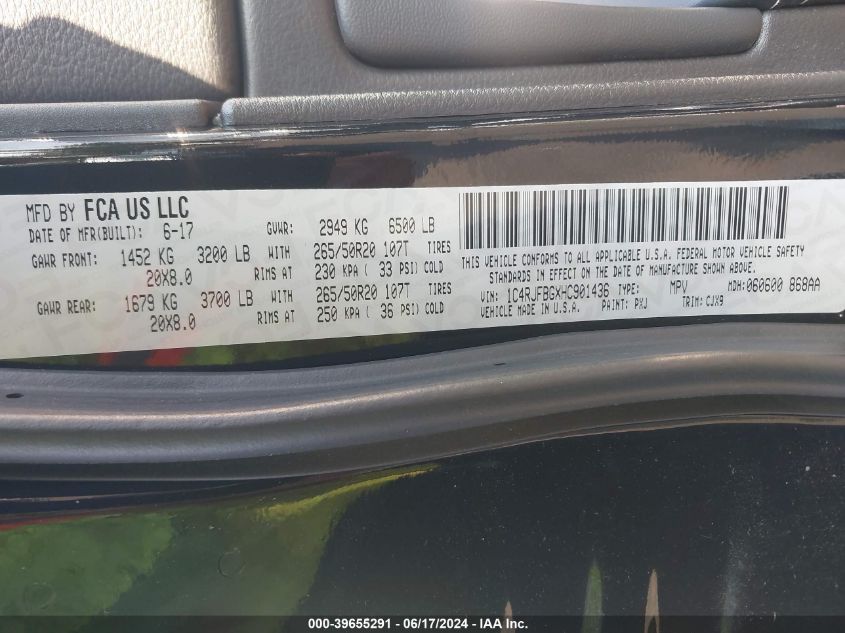 MFD BY FCA US LLC
DATE OF MFR(BUILT): 6-17 GVWR: 2949 KG 6500 LB
GAWR FRONT: 1452 KG 3200 LB WITH 265/50R20 107T TIRES
20X8.0 RIMS AT 230 KPA ( 33 PSI) COLD
GAWR REAR: 1679 KG 3700 LB WITH 265/50R20 107T TIRES
20X8.0 RIMS AT 250 KPA ( 36 PSI) COLD
THIS VEHICLE CONFORMS TO ALL APPLICABLE U.S.A. FEDERAL MOTOR VEHICLE SAFETY
STANDARDS IN EFFECT ON THE DATE OF MANUFACTURE SHOWN ABOVE.
VIN: 1C4RJFBGXHC901436 TYPE: MPV MDH: 060600 868AA
VEHICLE MADE IN U.S.A. PAINT: PXJ TRIM: CJX9
000-39655291 - 06/17/2024 - IAA Inc.